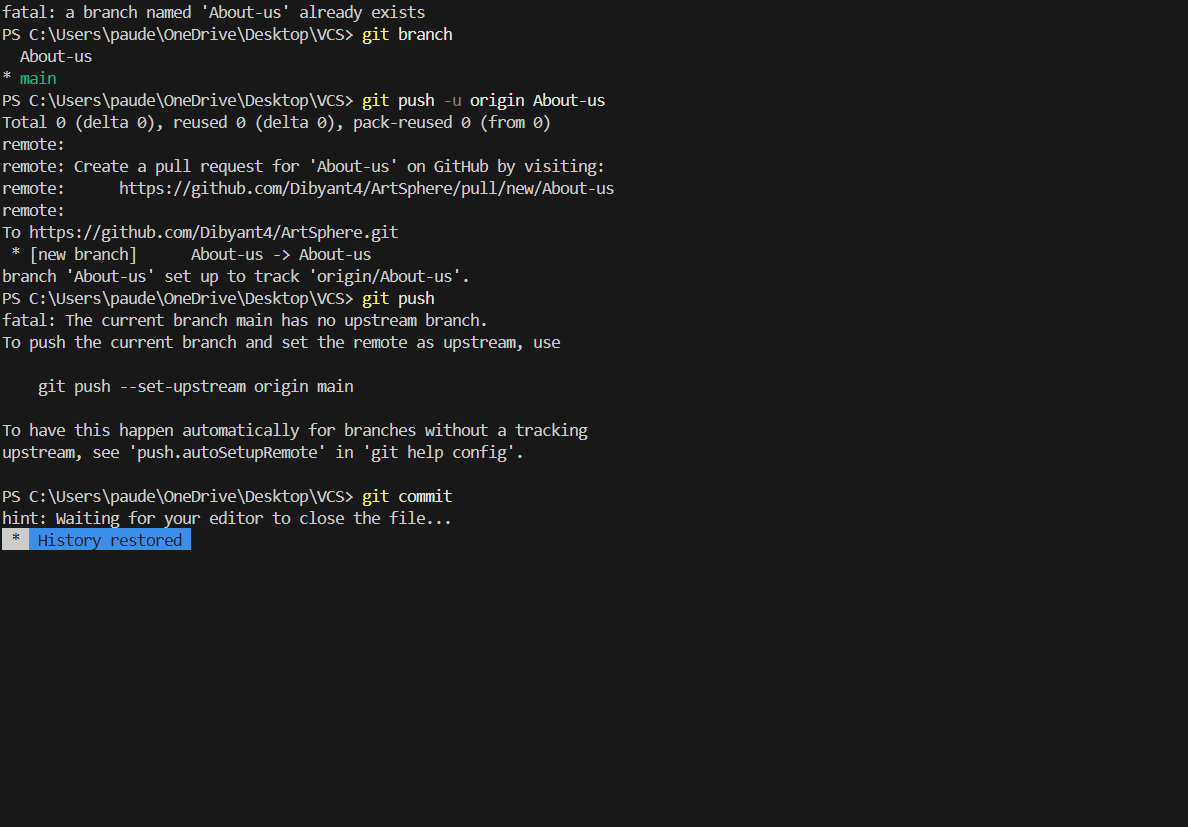 fatal: a branch named 'About-us' already exists
PS C:\Users\paude\OneDrive\Desktop\VCS> git branch
  About-us
* main
PS C:\Users\paude\OneDrive\Desktop\VCS> git push -u origin About-us
Total 0 (delta 0), reused 0 (delta 0), pack-reused 0 (from 0)
remote:
remote: Create a pull request for 'About-us' on GitHub by visiting:
remote:      https://github.com/Dibyant4/ArtSphere/pull/new/About-us
remote:
To https://github.com/Dibyant4/ArtSphere.git
 * [new branch]      About-us -> About-us
branch 'About-us' set up to track 'origin/About-us'.
PS C:\Users\paude\OneDrive\Desktop\VCS> git push
fatal: The current branch main has no upstream branch.
To push the current branch and set the remote as upstream, use
    git push --set-upstream origin main
To have this happen automatically for branches without a tracking
upstream, see 'push.autoSetupRemote' in 'git help config'.
PS C:\Users\paude\OneDrive\Desktop\VCS> git commit
hint: Waiting for your editor to close the file...
 *  History restored